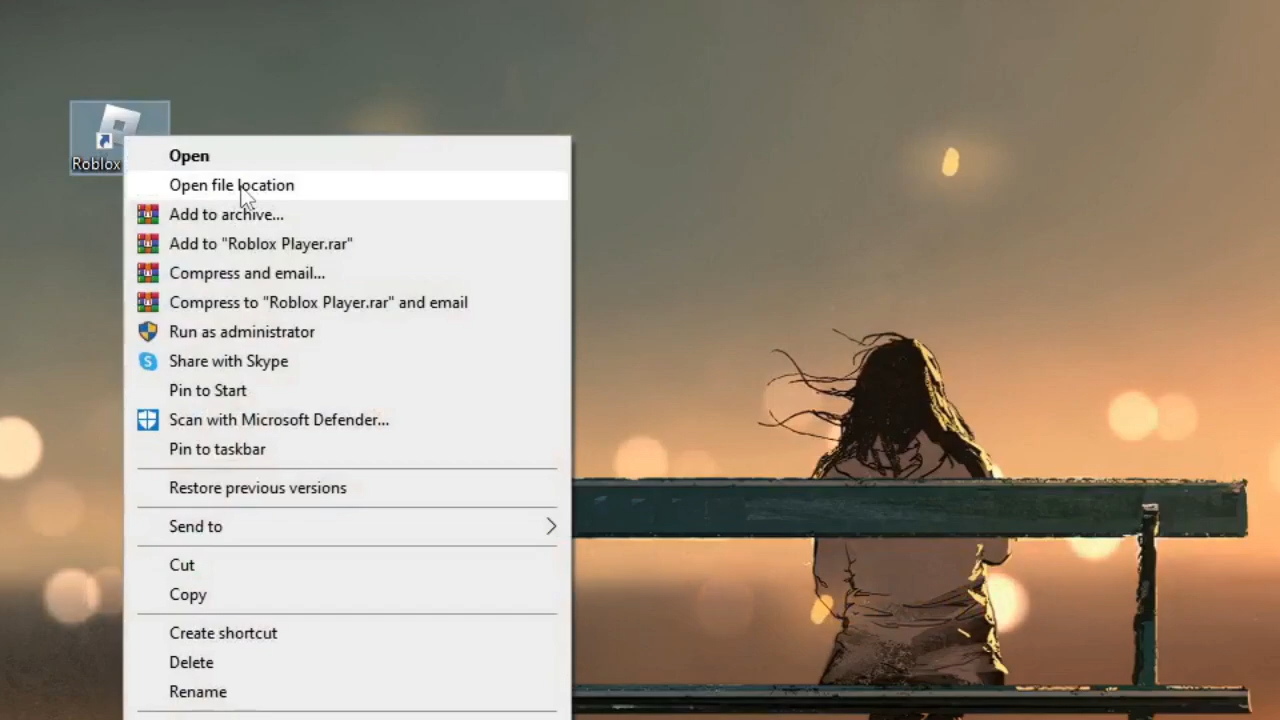 Roblox
Open
Open file location
Add to archive...
Add to "Roblox Player.rar"
Compress and email...
Compress to "Roblox Player.rar" and email
Run as administrator
Share with Skype
Pin to Start
Scan with Microsoft Defender...
Pin to taskbar
Restore previous versions
Send to
Cut
Copy
Create shortcut
Delete
Rename